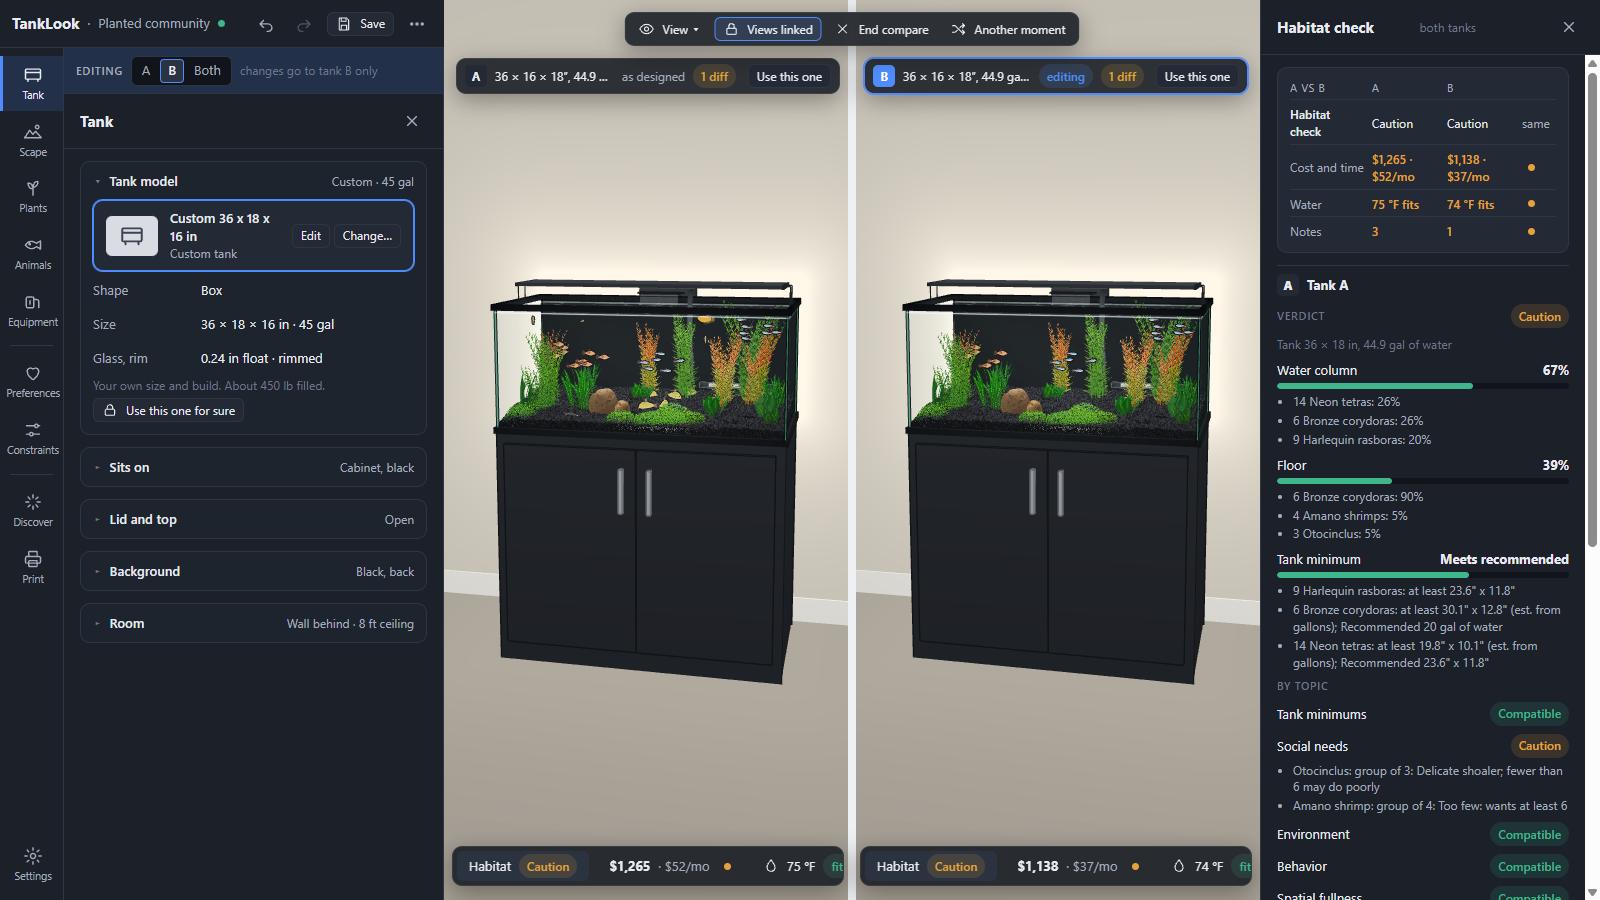 TankLook · Planted community
Save
View
Views linked
End compare
Another moment
Habitat check both tanks
Tank
Scape
Plants
Animals
Equipment
Preferences
Constraints
Discover
Print
Settings
EDITING A B Both changes go to tank B only
Tank
Tank model Custom · 45 gal
Custom 36 x 18 x
16 in
Custom tank
Edit
Change...
Shape Box
Size 36 × 18 × 16 in · 45 gal
Glass, rim 0.24 in float · rimmed
Your own size and build. About 450 lb filled.
Use this one for sure
Sits on Cabinet, black
Lid and top Open
Background Black, back
Room Wall behind · 8 ft ceiling
A 36 × 16 × 18", 44.9 ... as designed 1 diff Use this one
B 36 × 16 × 18", 44.9 ga... editing 1 diff Use this one
Habitat Caution $1,265 · $52/mo 75 °F fit
Habitat Caution $1,138 · $37/mo 74 °F fit
A VS B A B
Habitat
check Caution Caution same
Cost and time $1,265 · $52/mo $1,138 · $37/mo
Water 75 °F fits 74 °F fits
Notes 3 1
A Tank A
VERDICT Caution
Tank 36 × 18 in, 44.9 gal of water
Water column 67%
• 14 Neon tetras: 26%
• 6 Bronze corydoras: 26%
• 9 Harlequin rasboras: 20%
Floor 39%
• 6 Bronze corydoras: 90%
• 4 Amano shrimps: 5%
• 3 Otocinclus: 5%
Tank minimum Meets recommended
• 9 Harlequin rasboras: at least 23.6" x 11.8"
• 6 Bronze corydoras: at least 30.1" x 12.8" (est. from
gallons); Recommended 20 gal of water
• 14 Neon tetras: at least 19.8" x 10.1" (est. from
gallons); Recommended 23.6" x 11.8"
BY TOPIC
Tank minimums Compatible
Social needs Caution
• Otocinclus: group of 3: Delicate shoaler; fewer than
6 may do poorly
• Amano shrimp: group of 4: Too few: wants at least 6
Environment Compatible
Behavior Compatible
Spatial fullness Compatible